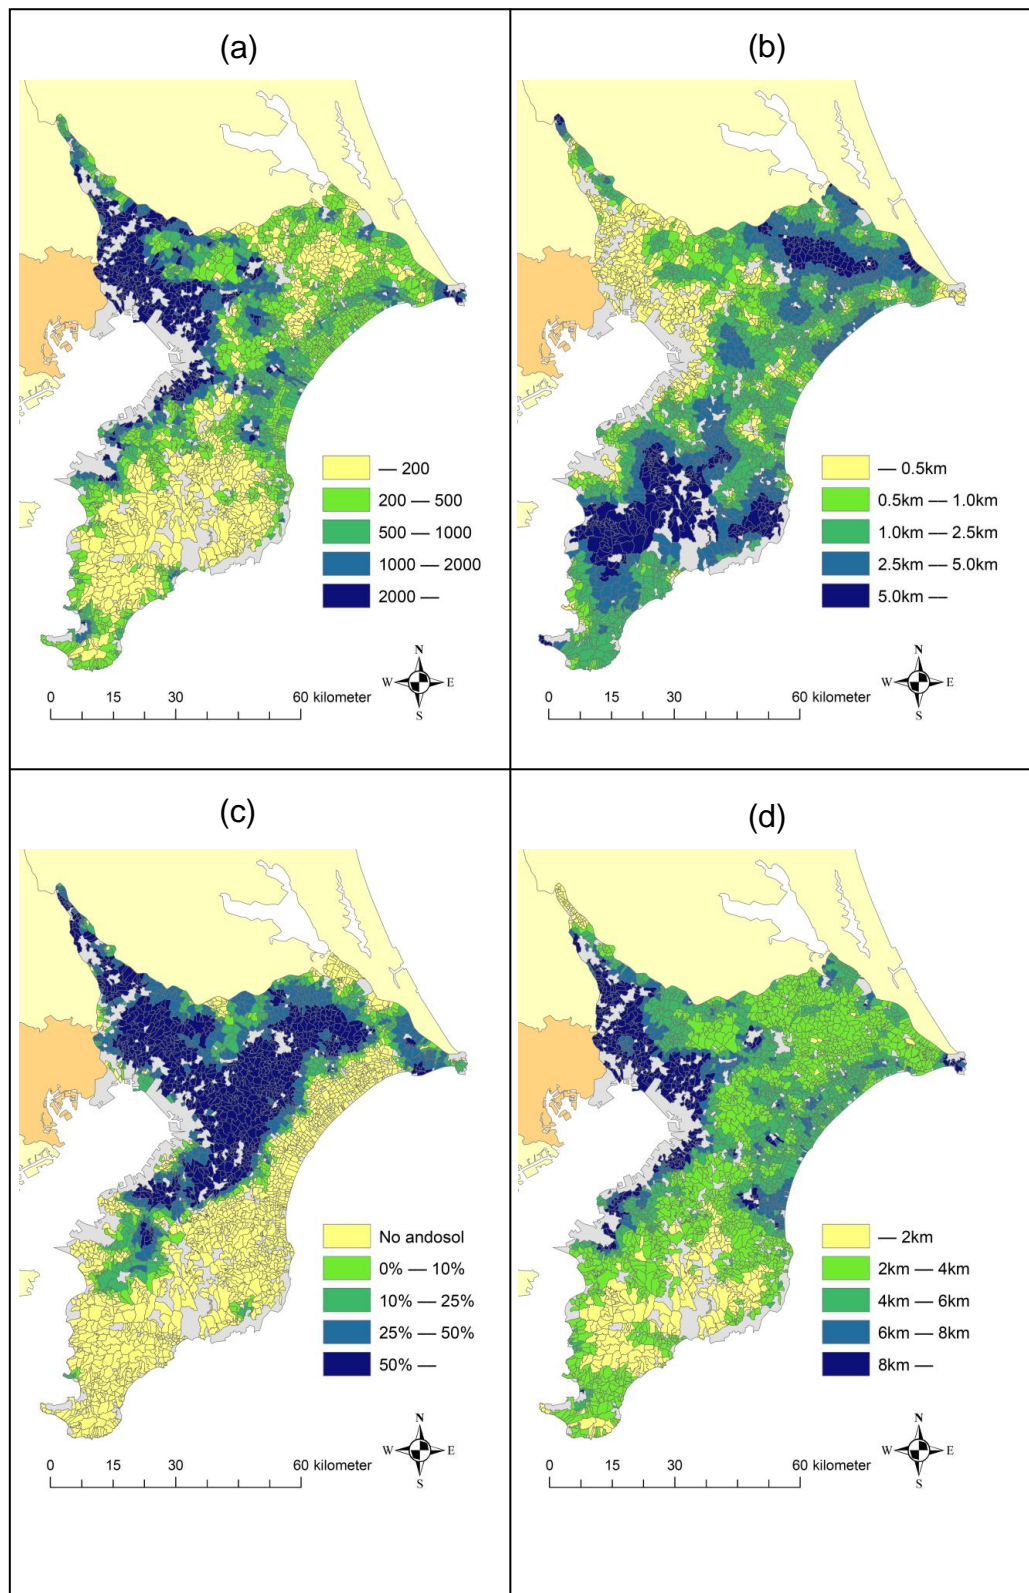 (a)
— 200
200 — 500
500 — 1000
1000 — 2000
2000 —
N
W E
S
0 15 30 60 kilometer
(b)
— 0.5km
0.5km — 1.0km
1.0km — 2.5km
2.5km — 5.0km
5.0km —
N
W E
S
0 15 30 60 kilometer
(c)
No andosol
0% — 10%
10% — 25%
25% — 50%
50% —
N
W E
S
0 15 30 60 kilometer
(d)
— 2km
2km — 4km
4km — 6km
6km — 8km
8km —
N
W E
S
0 15 30 60 kilometer